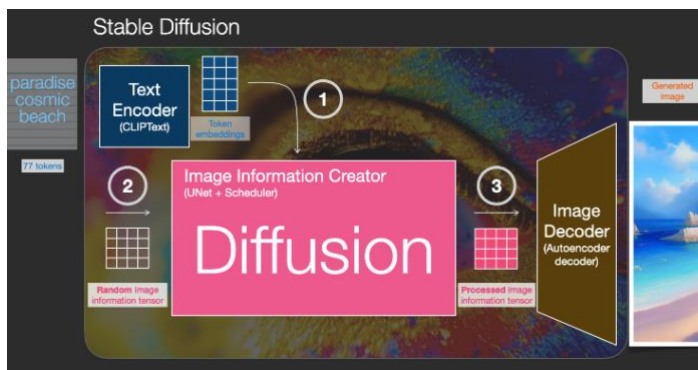 Stable Diffusion
paradise
cosmic
beach
77 tokens
Text
Encoder
(CLIPText)
Token
embeddings
1
Generated
image
2
Random image
information tensor
Image Information Creator
(UNet + Scheduler)
Diffusion
3
Processed image
information tensor
Image
Decoder
(Autoencoder
decoder)